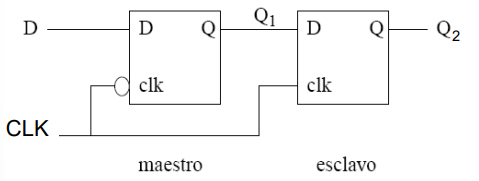 D D Q Q₁ D Q Q₂
clk clk
CLK
maestro esclavo